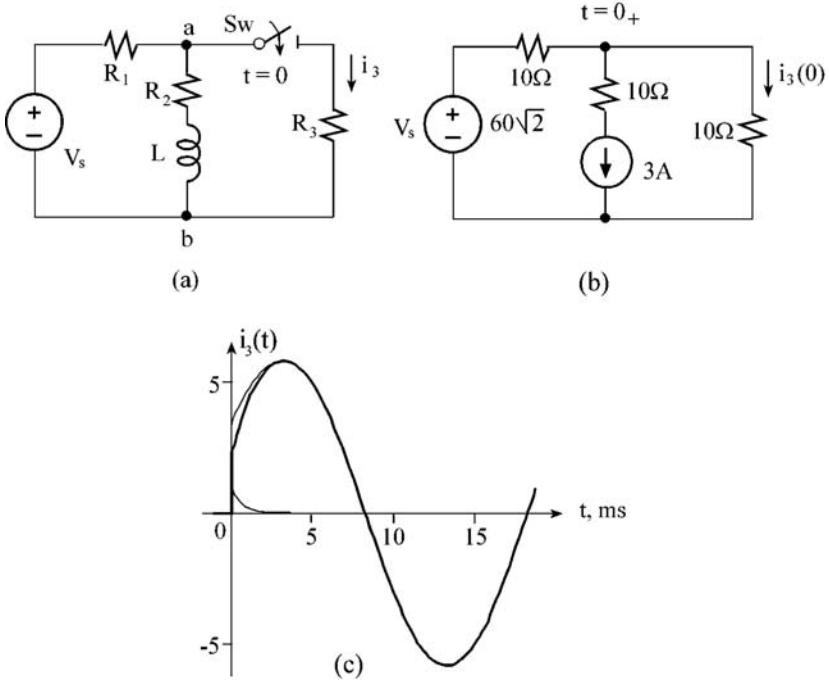 Sw
a
t = 0
R₁
R₂
i₃
R₃
L
+
−
Vₛ
b
(a)
t = 0₊
10Ω
10Ω
i₃(0)
+
−
Vₛ
60√2
10Ω
3A
(b)
i₃(t)
5
0
5
10
15
t, ms
-5
(c)